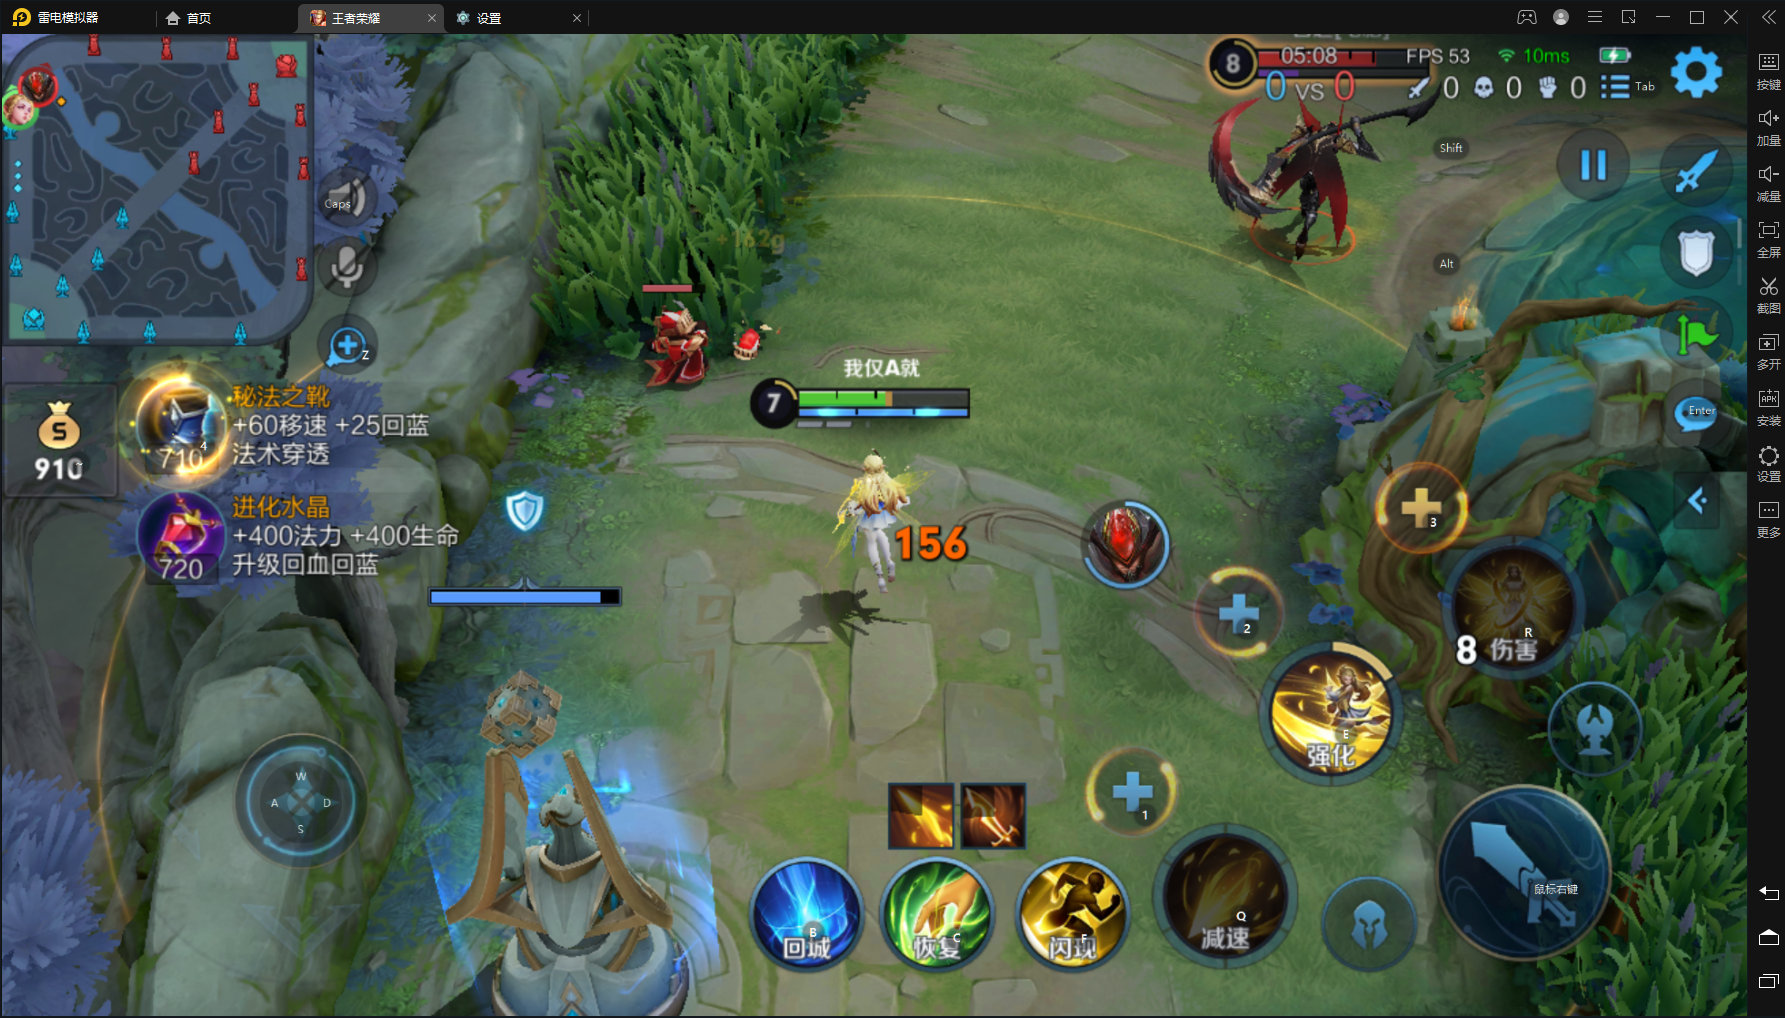 雷电模拟器
首页
王者荣耀
设置
8
05:08
FPS 53
10ms
0 VS 0
0
0
0
Tab
按键
加量
减量
全屏
截图
多开
安装
设置
更多
Shift
Alt
Caps
Z
Enter
+16.2g
我仅A就
7
910
秘法之靴
+60移速 +25回蓝
法术穿透
4
710
进化水晶
+400法力 +400生命
升级回血回蓝
720
156
3
2
1
R
8 伤害
E
强化
W
A
D
S
B
回城
C
恢复
F
闪现
Q
减速
鼠标右键
APK